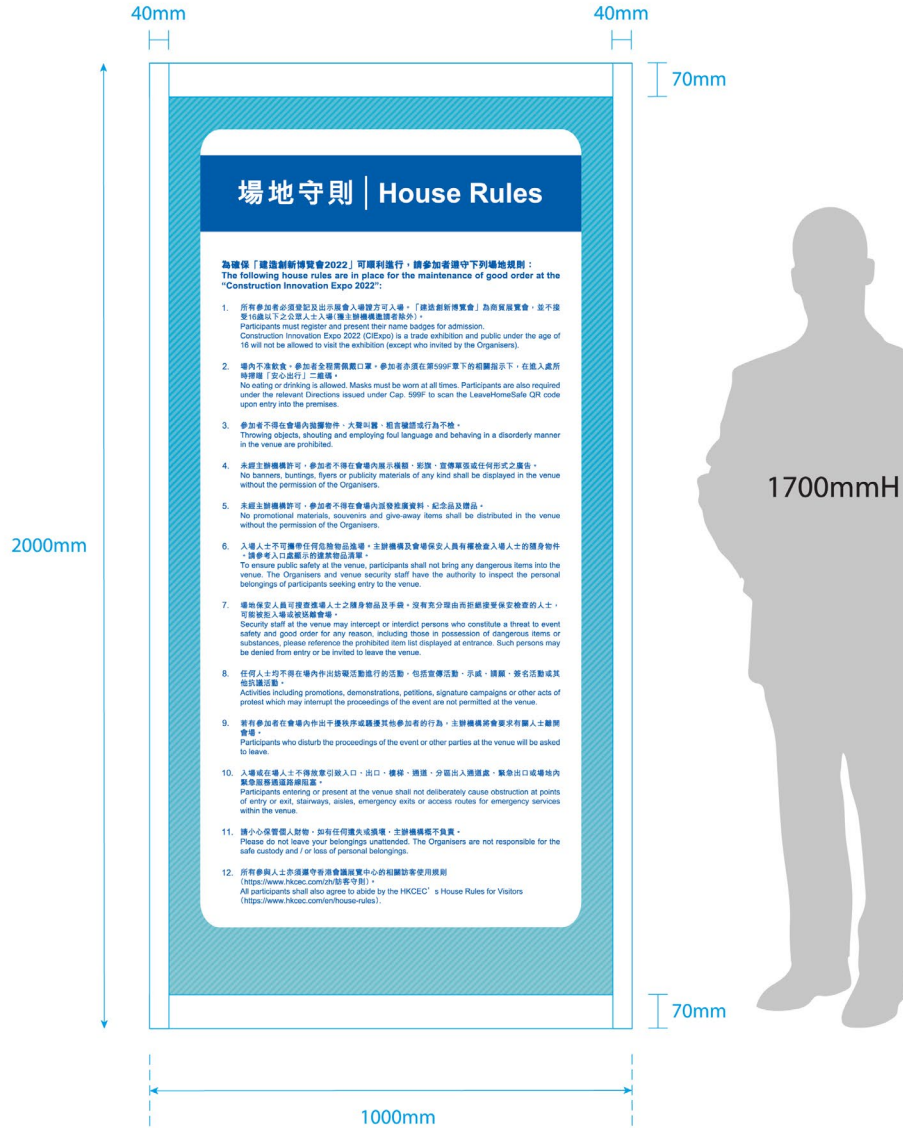 40mm
40mm
70mm
場地守則 | House Rules
為確保「建造創新博覽會2022」可順利進行，請參加者遵守下列場地規則：
The following house rules are in place for the maintenance of good order at the
“Construction Innovation Expo 2022”:
1. 所有參加者必須登記及出示展會入場證方可入場。「建造創新博覽會」為商貿展覽會，並不接
受16歲以下之公眾人士入場(獲主辦機構邀請者除外)。
Participants must register and present their name badges for admission.
Construction Innovation Expo 2022 (CIExpo) is a trade exhibition and public under the age of
16 will not be allowed to visit the exhibition (except who invited by the Organisers).
2. 場內不准飲食。參加者全程需佩戴口罩。參加者亦須在第599F章下的相關指示下，在進入處所
時掃瞄「安心出行」二維碼。
No eating or drinking is allowed. Masks must be worn at all times. Participants are also required
under the relevant Directions issued under Cap. 599F to scan the LeaveHomeSafe QR code
upon entry into the premises.
3. 參加者不得在會場內拋擲物件、大聲叫囂、粗言穢語或行為不檢。
Throwing objects, shouting and employing foul language and behaving in a disorderly manner
in the venue are prohibited.
4. 未經主辦機構許可，參加者不得在會場內展示橫額、彩旗、宣傳單張或任何形式之廣告。
No banners, buntings, flyers or publicity materials of any kind shall be displayed in the venue
without the permission of the Organisers.
5. 未經主辦機構許可，參加者不得在會場內派發推廣資料、紀念品及贈品。
No promotional materials, souvenirs and give-away items shall be distributed in the venue
without the permission of the Organisers.
6. 入場人士不可攜帶任何危險物品進場。主辦機構及會場保安人員有權檢查入場人士的隨身物件
。請參考入口處顯示的違禁物品清單。
To ensure public safety at the venue, participants shall not bring any dangerous items into the
venue. The Organisers and venue security staff have the authority to inspect the personal
belongings of participants seeking entry to the venue.
7. 場地保安人員可搜查進場人士之隨身物品及手袋。沒有充分理由而拒絕接受保安檢查的人士，
可能被拒入場或被送離會場。
Security staff at the venue may intercept or interdict persons who constitute a threat to event
safety and good order for any reason, including those in possession of dangerous items or
substances, please reference the prohibited item list displayed at entrance. Such persons may
be denied from entry or be invited to leave the venue.
8. 任何人士均不得在場內作出妨礙活動進行的活動，包括宣傳活動、示威、請願、簽名活動或其
他抗議活動。
Activities including promotions, demonstrations, petitions, signature campaigns or other acts of
protest which may interrupt the proceedings of the event are not permitted at the venue.
9. 若有參加者在會場內作出干擾秩序或騷擾其他參加者的行為，主辦機構將會要求有關人士離開
會場。
Participants who disturb the proceedings of the event or other parties at the venue will be asked
to leave.
10. 入場或在場人士不得故意引致入口、出口、樓梯、通道、分區出入通道處、緊急出口或場地內
緊急服務通道路線阻塞。
Participants entering or present at the venue shall not deliberately cause obstruction at points
of entry or exit, stairways, aisles, emergency exits or access routes for emergency services
within the venue.
11. 請小心保管個人財物，如有任何遺失或損壞，主辦機構概不負責。
Please do not leave your belongings unattended. The Organisers are not responsible for the
safe custody and / or loss of personal belongings.
12. 所有參與人士亦須遵守香港會議展覽中心的相關訪客使用規則
(https://www.hkcec.com/zh/訪客守則)。
All participants shall also agree to abide by the HKCEC’s House Rules for Visitors
(https://www.hkcec.com/en/house-rules).
2000mm
1700mmH
70mm
1000mm